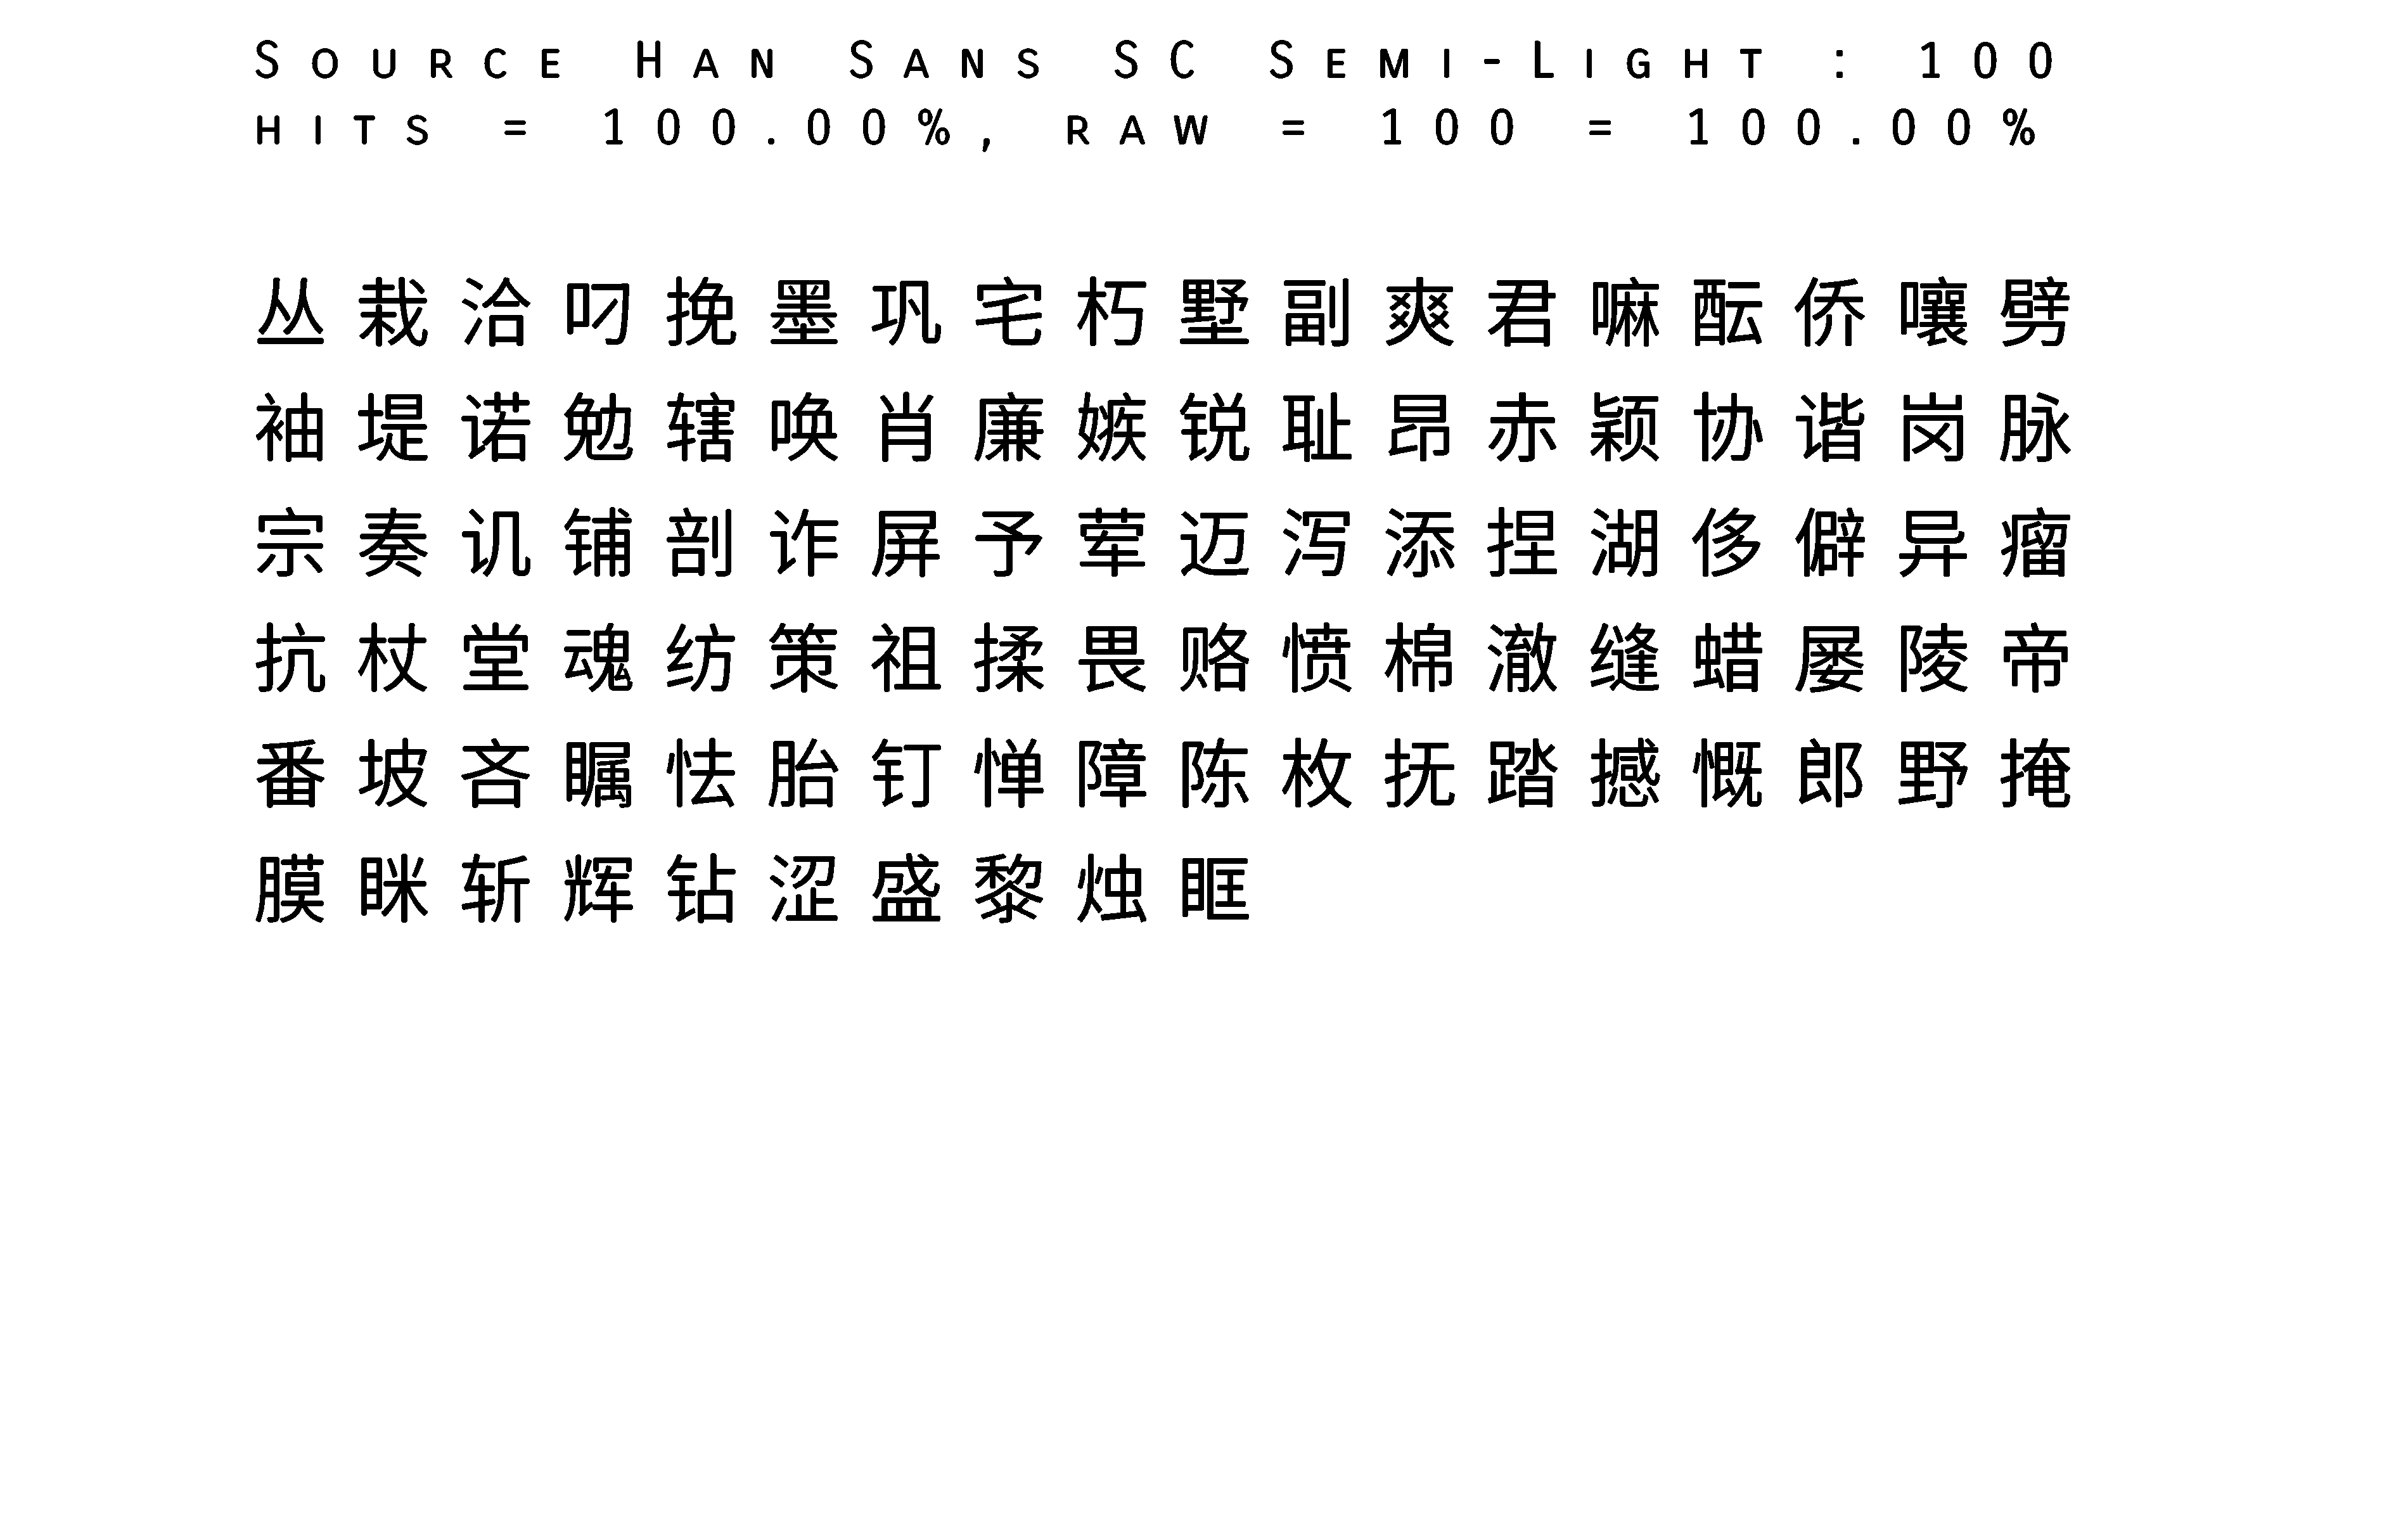 Source Han Sans SC Semi-Light : 100
hits = 100.00%, raw = 100 = 100.00%
丛栽洽叼挽墨巩宅朽墅副爽君嘛酝侨嚷劈
袖堤诺勉辖唤肖廉嫉锐耻昂赤颖协谐岗脉
宗奏讥铺剖诈屏予荤迈泻添捏湖侈僻异瘤
抗杖堂魂纺策祖揉畏赂愤棉澈缝蜡屡陵帝
番坡吝瞩怯胎钉惮障陈枚抚踏撼慨郎野掩
膜眯斩辉钻涩盛黎烛眶